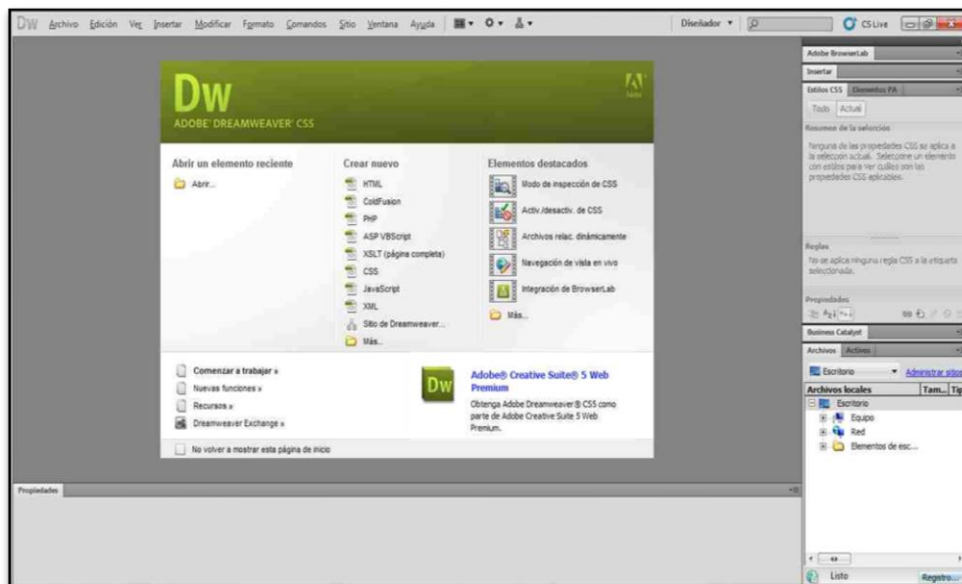 DW Archivo Edición Ver Insertar Modificar Formato Comandos Sitio Ventana Ayuda Diseñador CS Live
Dw
ADOBE® DREAMWEAVER® CS5
Adobe
Abrir un elemento reciente
Abrir...
Crear nuevo
HTML
ColdFusion
PHP
ASP VBScript
XSLT (página completa)
CSS
JavaScript
XML
Sitio de Dreamweaver...
Más...
Elementos destacados
Modo de inspección de CSS
Activ./desactiv. de CSS
Archivos relac. dinámicamente
Navegación de vista en vivo
Integración de BrowserLab
Más...
Comenzar a trabajar »
Nuevas funciones »
Recursos »
Dreamweaver Exchange »
Dw
Adobe® Creative Suite® 5 Web
Premium
Obtenga Adobe Dreamweaver® CS5 como
parte de Adobe Creative Suite 5 Web
Premium.
No volver a mostrar esta página de inicio
Propiedades
Adobe BrowserLab
Insertar
Estilos CSS Elementos PA
Todo Actual
Resumen de la selección
Ninguna de las propiedades CSS se aplica a
la selección actual. Seleccione un elemento
con estilos para ver cuáles son las
propiedades CSS aplicables.
Reglas
No se aplica ninguna regla CSS a la etiqueta
seleccionada.
Propiedades
Business Catalyst
Archivos Activos
Escritorio Administrar sitios
Archivos locales Tam... Tip
Escritorio
Equipo
Red
Elementos de esc...
Listo Registro...